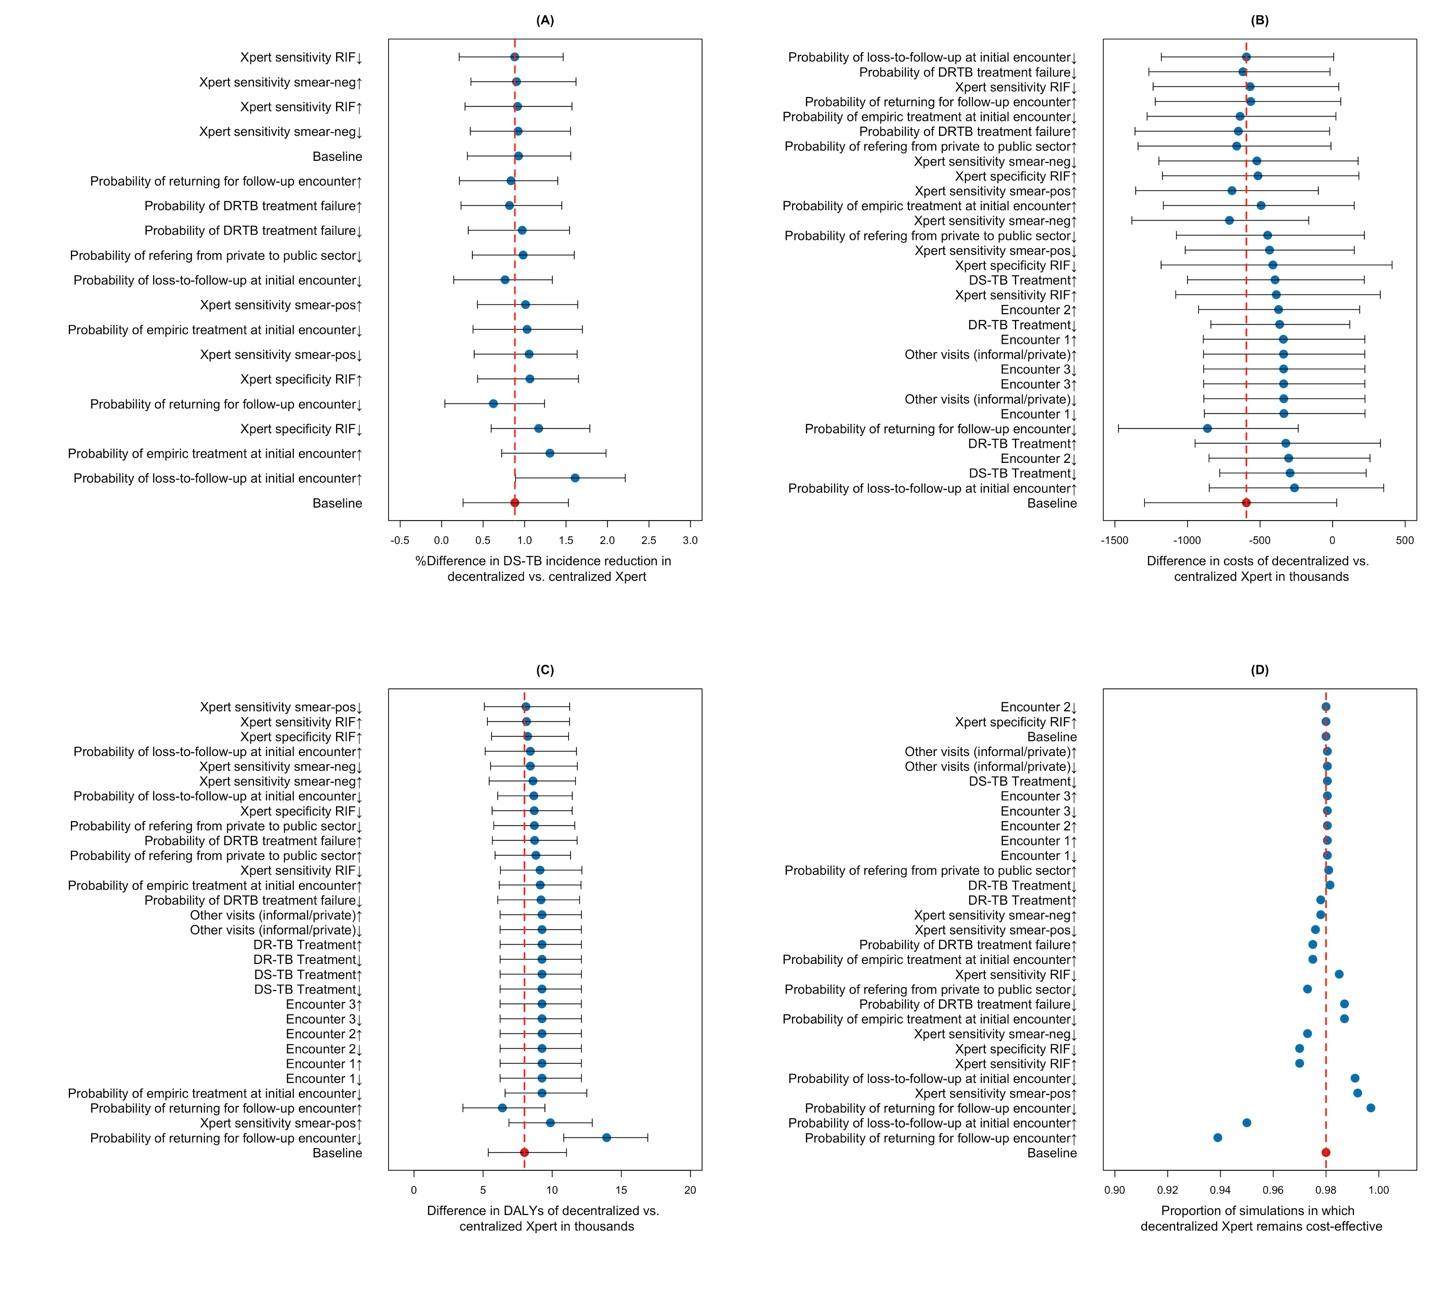 (A)
Xpert sensitivity RIF↓
Xpert sensitivity smear-neg↑
Xpert sensitivity RIF↑
Xpert sensitivity smear-neg↓
Baseline
Probability of returning for follow-up encounter↑
Probability of DRTB treatment failure↑
Probability of DRTB treatment failure↓
Probability of refering from private to public sector↓
Probability of loss-to-follow-up at initial encounter↓
Xpert sensitivity smear-pos↑
Probability of empiric treatment at initial encounter↓
Xpert sensitivity smear-pos↓
Xpert specificity RIF↑
Probability of returning for follow-up encounter↓
Xpert specificity RIF↓
Probability of empiric treatment at initial encounter↑
Probability of loss-to-follow-up at initial encounter↑
Baseline
-0.5 0.0 0.5 1.0 1.5 2.0 2.5 3.0
%Difference in DS-TB incidence reduction in
decentralized vs. centralized Xpert
(B)
Probability of loss-to-follow-up at initial encounter↓
Probability of DRTB treatment failure↓
Xpert sensitivity RIF↓
Probability of returning for follow-up encounter↑
Probability of empiric treatment at initial encounter↓
Probability of DRTB treatment failure↑
Probability of refering from private to public sector↑
Xpert sensitivity smear-neg↓
Xpert specificity RIF↑
Xpert sensitivity smear-pos↑
Probability of empiric treatment at initial encounter↑
Xpert sensitivity smear-neg↑
Probability of refering from private to public sector↓
Xpert sensitivity smear-pos↓
Xpert specificity RIF↓
DS-TB Treatment↑
Xpert sensitivity RIF↑
Encounter 2↑
DR-TB Treatment↓
Encounter 1↑
Other visits (informal/private)↑
Encounter 3↓
Encounter 3↑
Other visits (informal/private)↓
Encounter 1↓
Probability of returning for follow-up encounter↓
DR-TB Treatment↑
Encounter 2↓
DS-TB Treatment↓
Probability of loss-to-follow-up at initial encounter↑
Baseline
-1500 -1000 -500 0 500
Difference in costs of decentralized vs.
centralized Xpert in thousands
(C)
Xpert sensitivity smear-pos↓
Xpert sensitivity RIF↑
Xpert specificity RIF↑
Probability of loss-to-follow-up at initial encounter↑
Xpert sensitivity smear-neg↓
Xpert sensitivity smear-neg↑
Probability of loss-to-follow-up at initial encounter↓
Xpert specificity RIF↓
Probability of refering from private to public sector↓
Probability of DRTB treatment failure↑
Probability of refering from private to public sector↑
Xpert sensitivity RIF↓
Probability of empiric treatment at initial encounter↑
Probability of DRTB treatment failure↓
Other visits (informal/private)↑
Other visits (informal/private)↓
DR-TB Treatment↑
DR-TB Treatment↓
DS-TB Treatment↑
DS-TB Treatment↓
Encounter 3↑
Encounter 3↓
Encounter 2↑
Encounter 2↓
Encounter 1↑
Encounter 1↓
Probability of empiric treatment at initial encounter↓
Probability of returning for follow-up encounter↑
Xpert sensitivity smear-pos↑
Probability of returning for follow-up encounter↓
Baseline
0 5 10 15 20
Difference in DALYs of decentralized vs.
centralized Xpert in thousands
(D)
Encounter 2↓
Xpert specificity RIF↑
Baseline
Other visits (informal/private)↑
Other visits (informal/private)↓
DS-TB Treatment↓
Encounter 3↑
Encounter 3↓
Encounter 2↑
Encounter 1↑
Encounter 1↓
Probability of refering from private to public sector↑
DR-TB Treatment↓
DR-TB Treatment↑
Xpert sensitivity smear-neg↑
Xpert sensitivity smear-pos↓
Probability of DRTB treatment failure↑
Probability of empiric treatment at initial encounter↑
Xpert sensitivity RIF↓
Probability of refering from private to public sector↓
Probability of DRTB treatment failure↓
Probability of empiric treatment at initial encounter↓
Xpert sensitivity smear-neg↓
Xpert specificity RIF↓
Xpert sensitivity RIF↑
Probability of loss-to-follow-up at initial encounter↓
Xpert sensitivity smear-pos↑
Probability of returning for follow-up encounter↓
Probability of loss-to-follow-up at initial encounter↑
Probability of returning for follow-up encounter↑
Baseline
0.90 0.92 0.94 0.96 0.98 1.00
Proportion of simulations in which
decentralized Xpert remains cost-effective